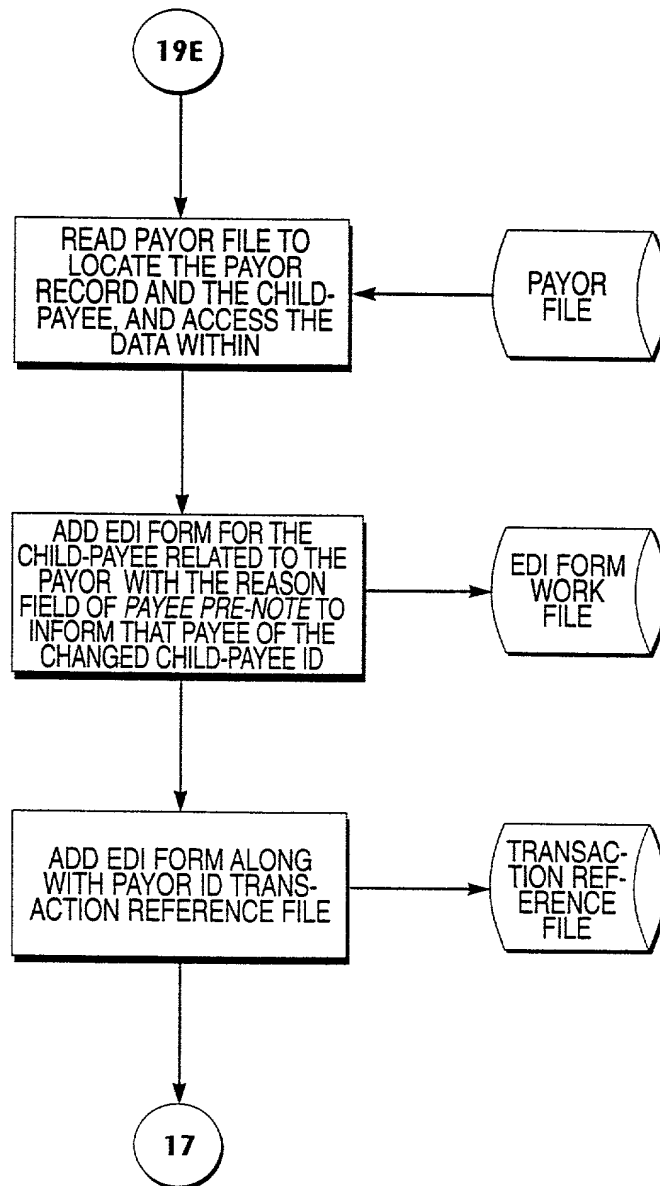 19E
READ PAYOR FILE TO
LOCATE THE PAYOR
RECORD AND THE CHILD-
PAYEE, AND ACCESS THE
DATA WITHIN
PAYOR
FILE
ADD EDI FORM FOR THE
CHILD-PAYEE RELATED TO THE
PAYOR WITH THE REASON
FIELD OF PAYEE PRE-NOTE TO
INFORM THAT PAYEE OF THE
CHANGED CHILD-PAYEE ID
EDI FORM
WORK
FILE
ADD EDI FORM ALONG
WITH PAYOR ID TRANS-
ACTION REFERENCE FILE
TRANSAC-
TION REF-
ERENCE
FILE
17